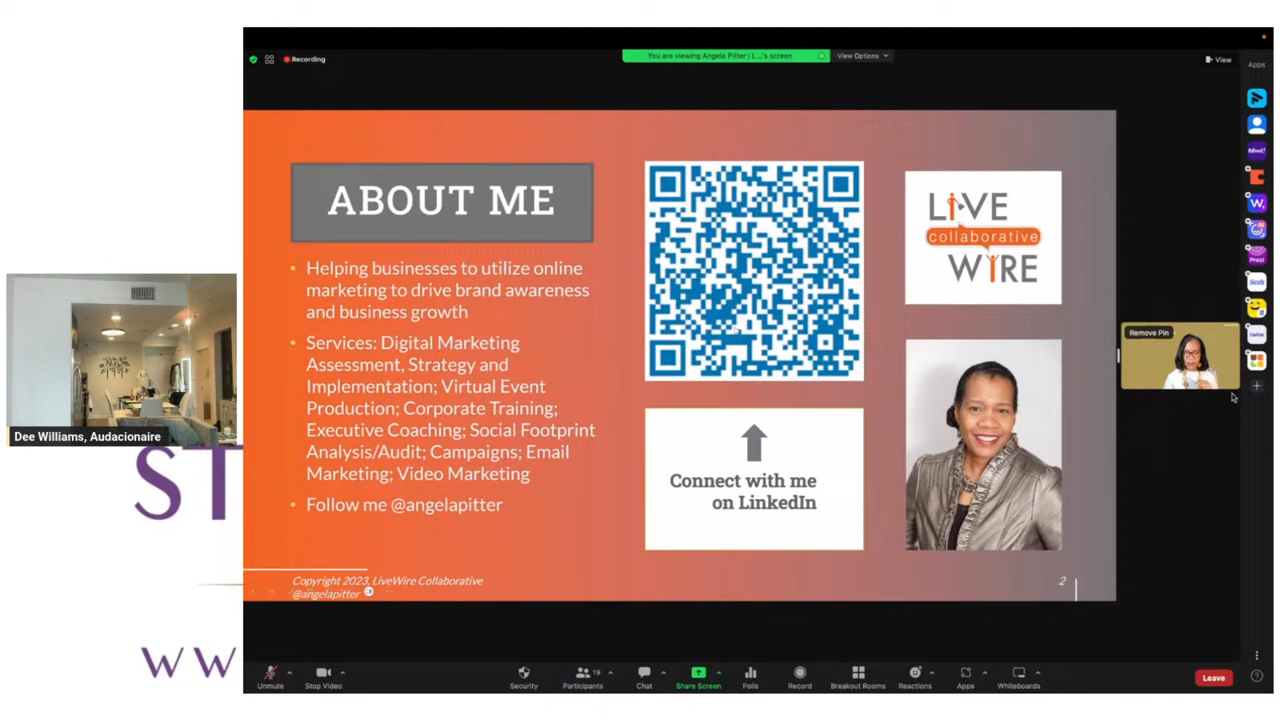 Recording
You are viewing Angela Pitter | L...'s screen
View Options
View
Apps
ABOUT ME
• Helping businesses to utilize online
marketing to drive brand awareness
and business growth
• Services: Digital Marketing
Assessment, Strategy and
Implementation; Virtual Event
Production; Corporate Training;
Executive Coaching; Social Footprint
Analysis/Audit; Campaigns; Email
Marketing; Video Marketing
• Follow me @angelapitter
Copyright 2023, LiveWire Collaborative
@angelapitter
Connect with me
on LinkedIn
LIVE
collaborative
WIRE
2
Remove Pin
Prezi
Dee Williams, Audacionaire
ST
WW
Unmute
Stop Video
Security
Participants
19
Chat
Share Screen
Polls
Record
Breakout Rooms
Reactions
Apps
Whiteboards
Leave